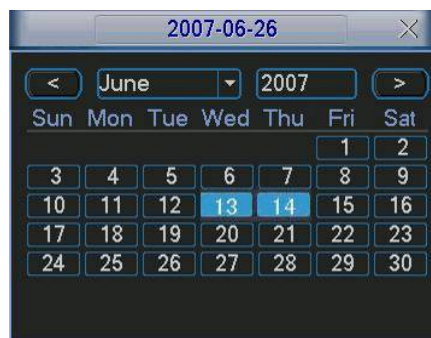 2007-06-26
< June 2007 >
Sun Mon Tue Wed Thu Fri Sat
1 2
3 4 5 6 7 8 9
10 11 12 13 14 15 16
17 18 19 20 21 22 23
24 25 26 27 28 29 30